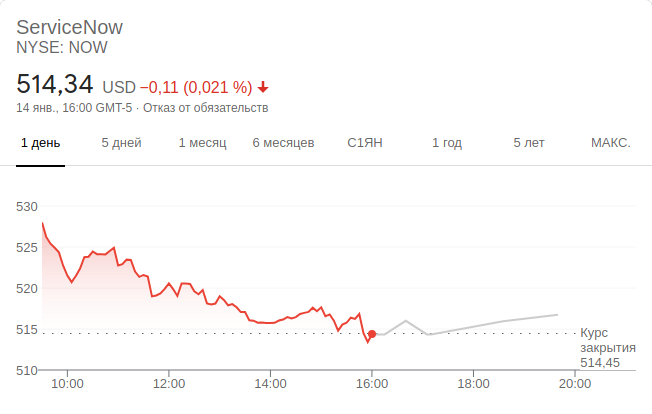 ServiceNow
NYSE: NOW
514,34 USD −0,11 (0,021 %)
14 янв., 16:00 GMT-5 · Отказ от обязательств
1 день 5 дней 1 месяц 6 месяцев С1ЯН 1 год 5 лет МАКС.
530
525
520
515
510
Курс
закрытия
514,45
10:00 12:00 14:00 16:00 18:00 20:00